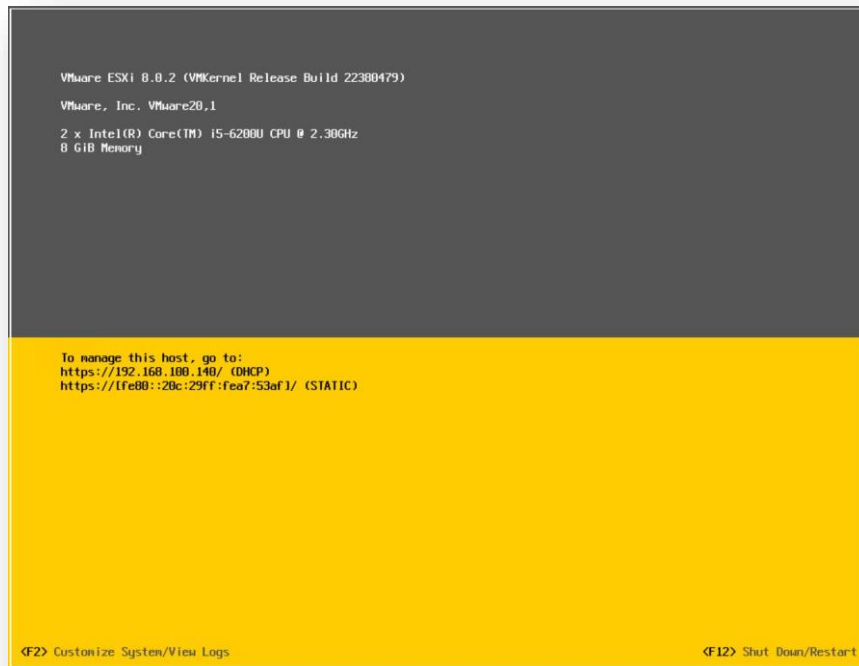 VMware ESXi 8.0.2 (VMKernel Release Build 22380479)
VMware, Inc. VMware20,1
2 x Intel(R) Core(TM) i5-6200U CPU @ 2.30GHz
8 GiB Memory
To manage this host, go to:
https://192.168.100.140/ (DHCP)
https://[fe80::20c:29ff:fea7:53af]/ (STATIC)
<F2> Customize System/View Logs
<F12> Shut Down/Restart